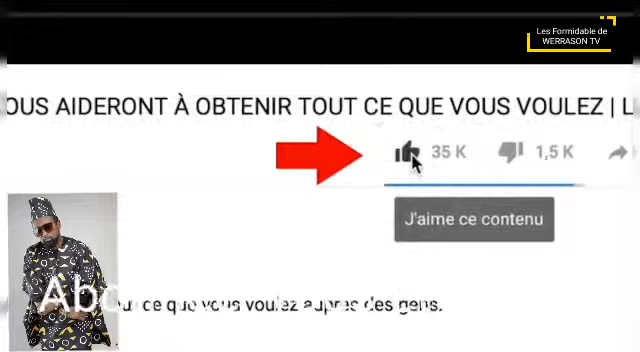 Les Formidable de
WERRASON TV
OUS AIDERONT À OBTENIR TOUT CE QUE VOUS VOULEZ | L
35 K
1,5 K
J'aime ce contenu
ce que vous voulez auprès des gens.